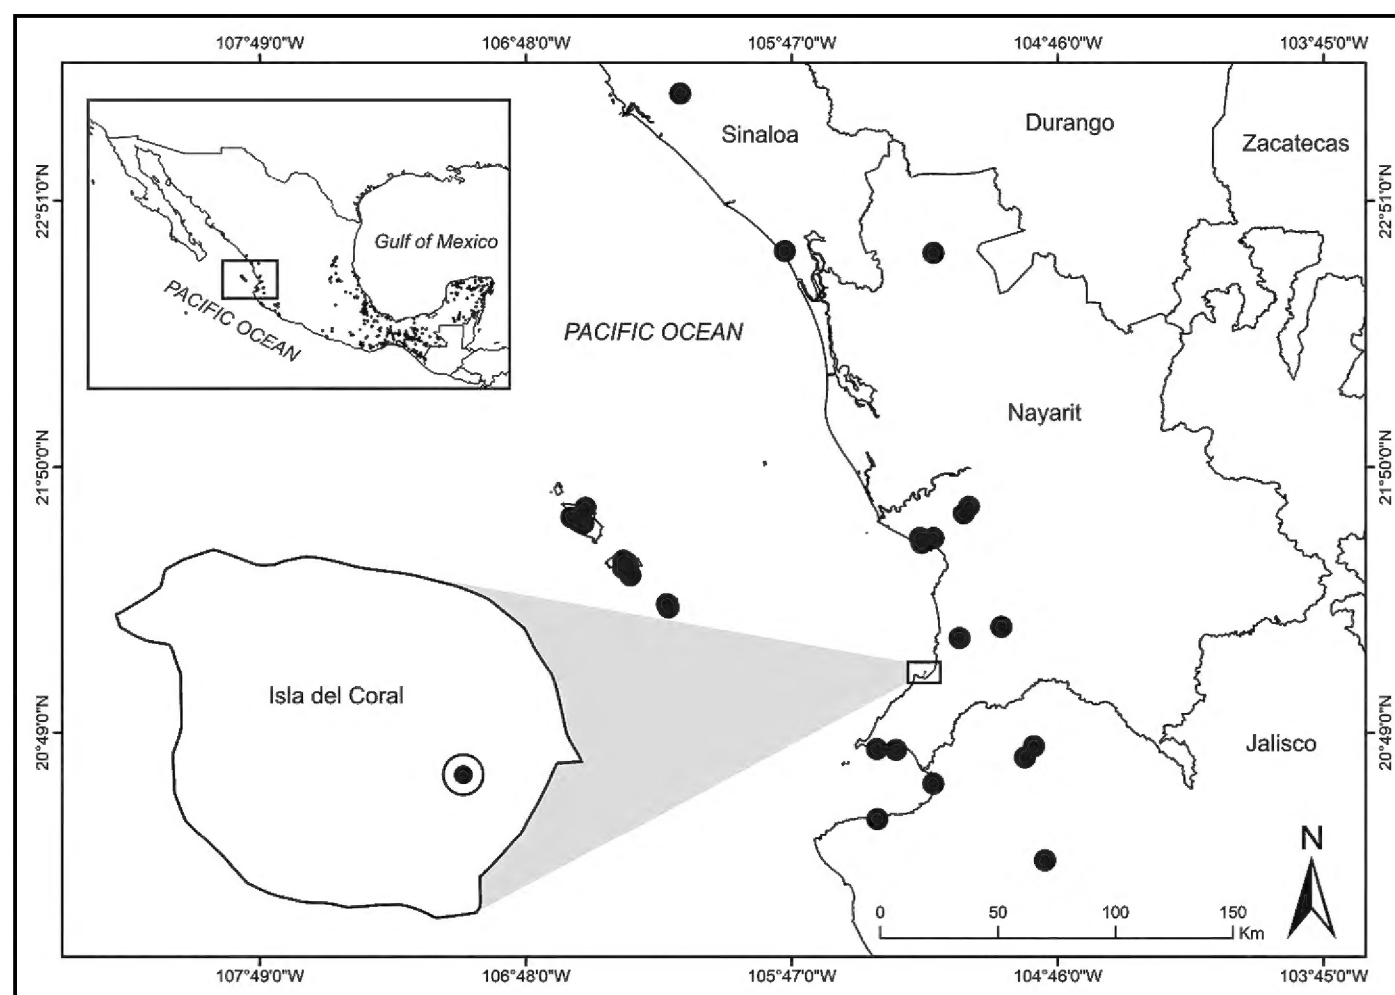 107°49'0"W 106°48'0"W 105°47'0"W 104°46'0"W 103°45'0"W
Sinaloa
Durango
Zacatecas
22°51'0"N
22°51'0"N
Gulf of Mexico
PACIFIC OCEAN
PACIFIC OCEAN
Nayarit
21°50'0"N
21°50'0"N
Isla del Coral
20°49'0"N
20°49'0"N
Jalisco
N
0 50 100 150
Km
107°49'0"W 106°48'0"W 105°47'0"W 104°46'0"W 103°45'0"W